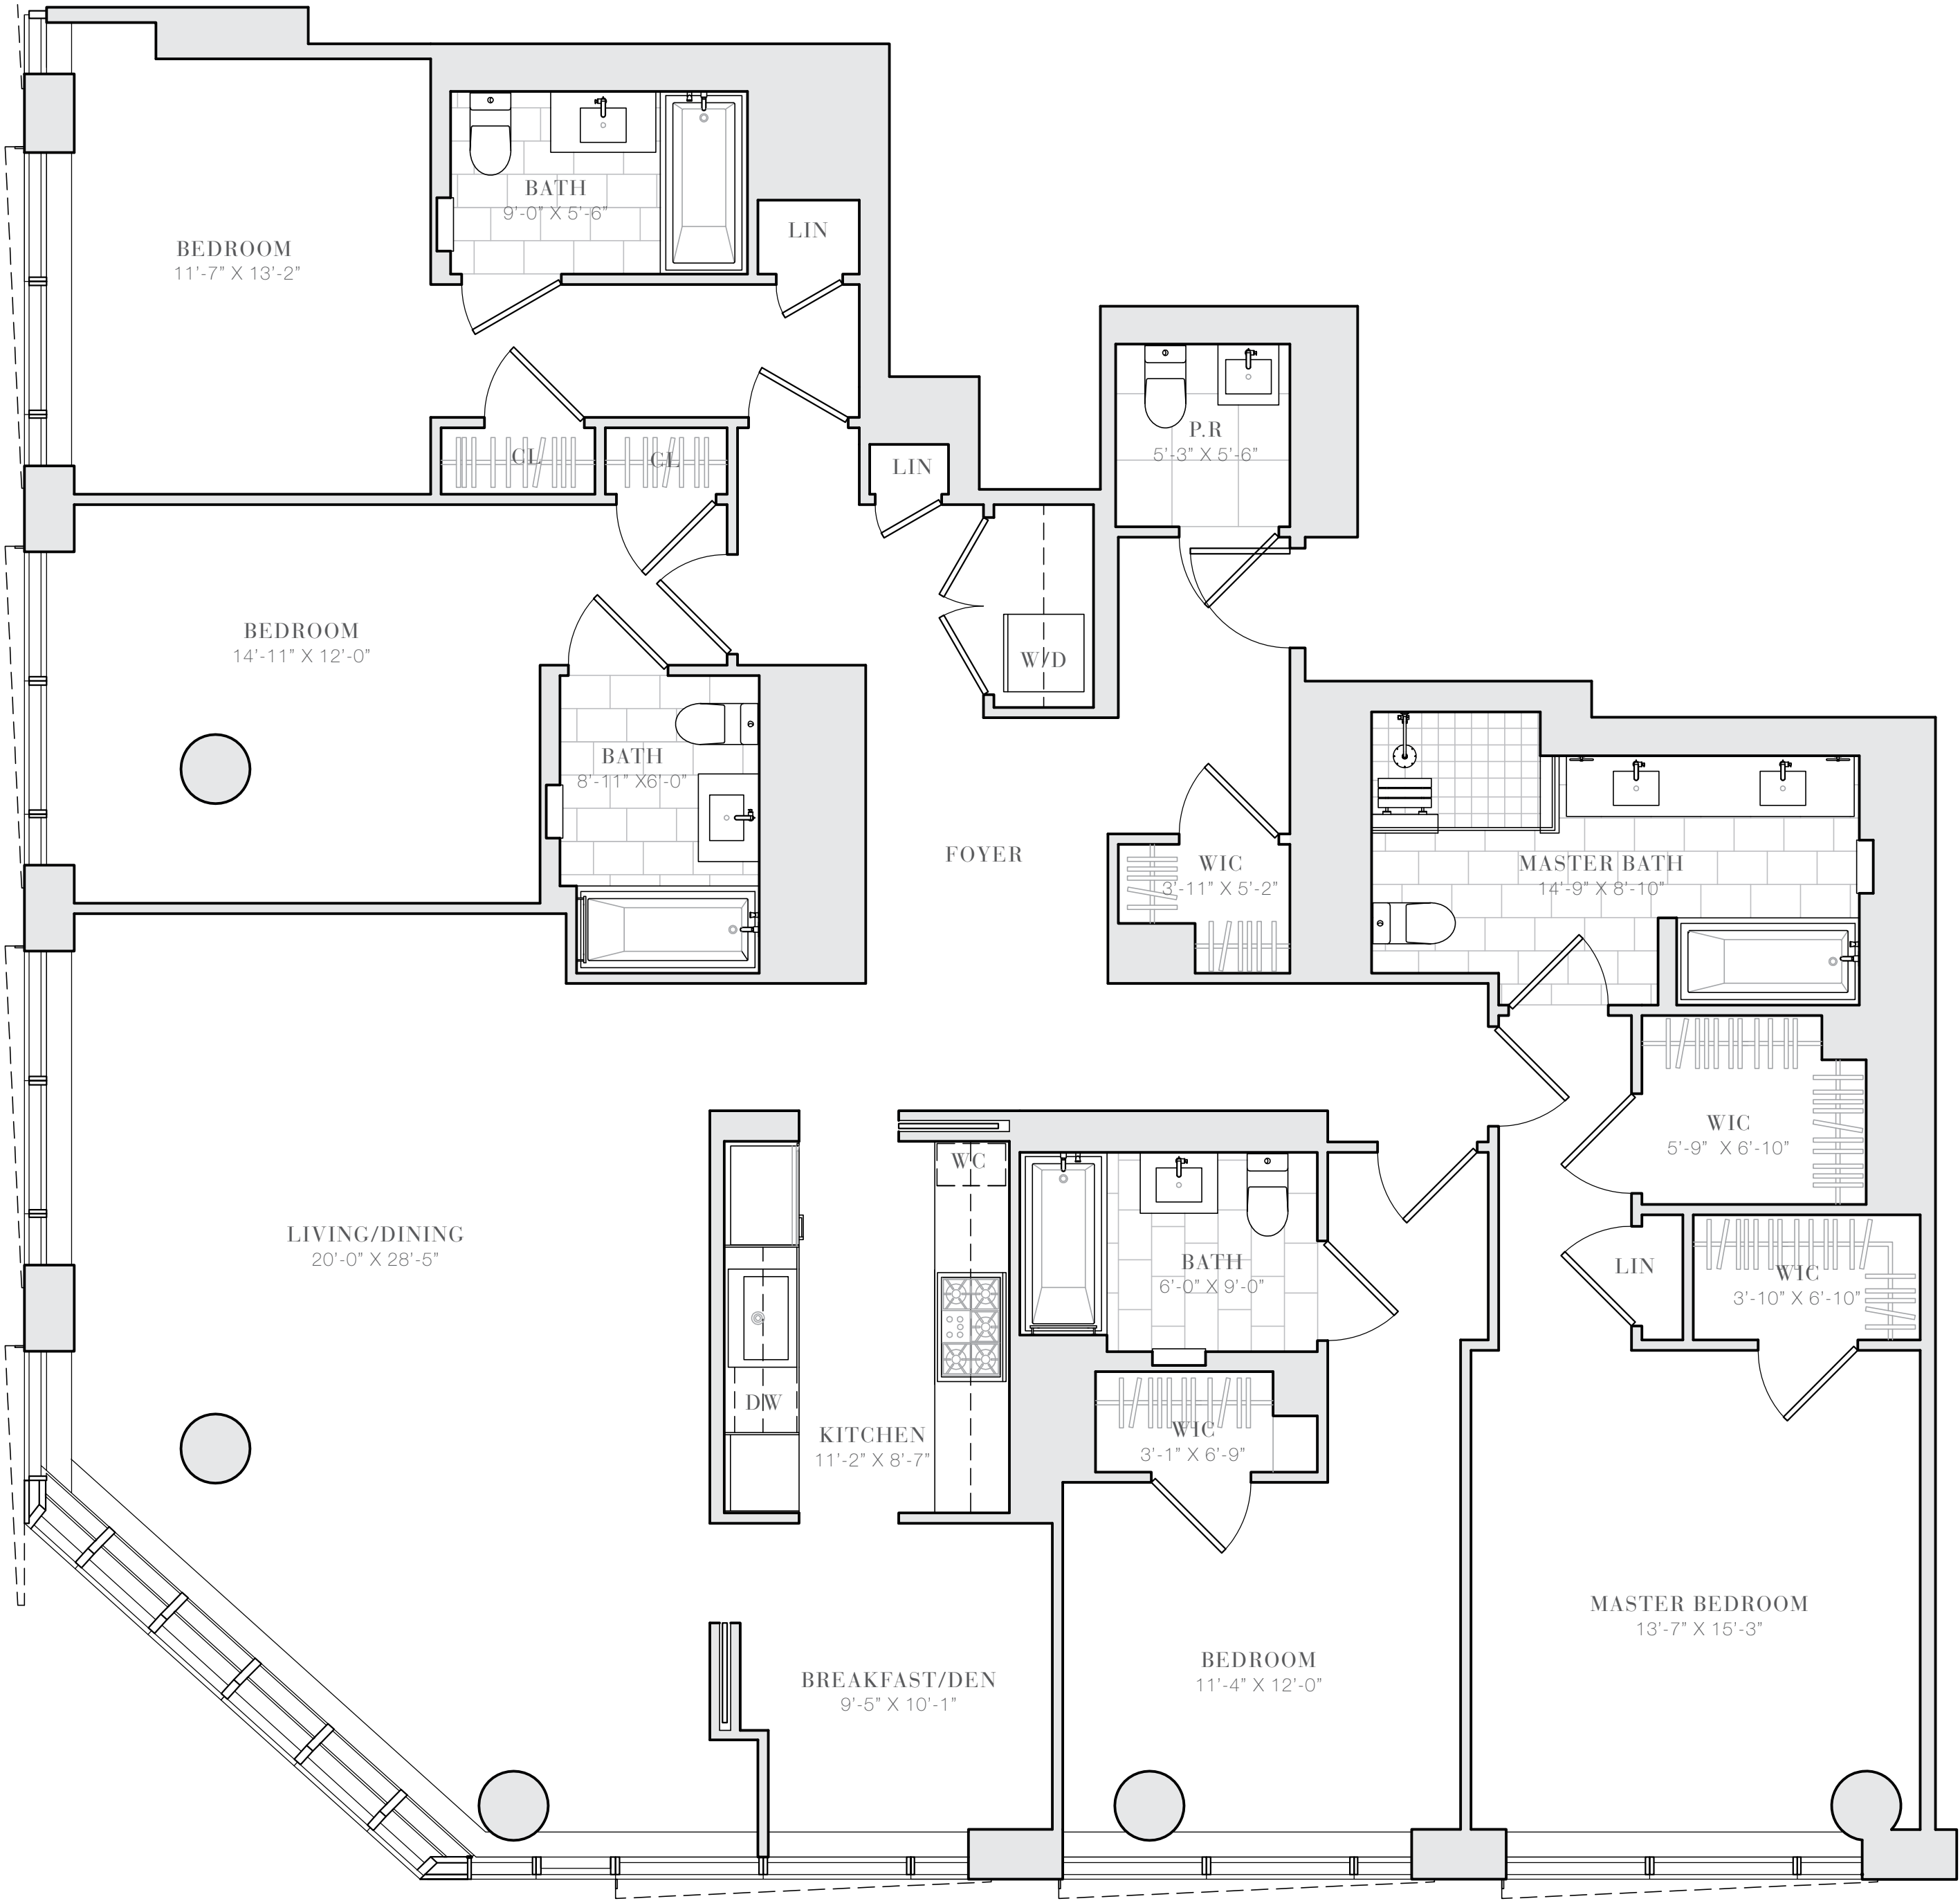 BATH
9'-0" X 5'-6"
LIN
BEDROOM
11'-7" X 13'-2"
P.R
5'-3" X 5'-6"
CL
CL
LIN
BEDROOM
14'-11" X 12'-0"
W/D
BATH
8'-11" X6'-0"
FOYER
WIC
3'-11" X 5'-2"
MASTER BATH
14'-9" X 8'-10"
WIC
5'-9" X 6'-10"
WC
LIVING/DINING
20'-0" X 28'-5"
BATH
6'-0" X 9'-0"
LIN
WIC
3'-10" X 6'-10"
DW
KITCHEN
11'-2" X 8'-7"
WIC
3'-1" X 6'-9"
MASTER BEDROOM
13'-7" X 15'-3"
BREAKFAST/DEN
9'-5" X 10'-1"
BEDROOM
11'-4" X 12'-0"